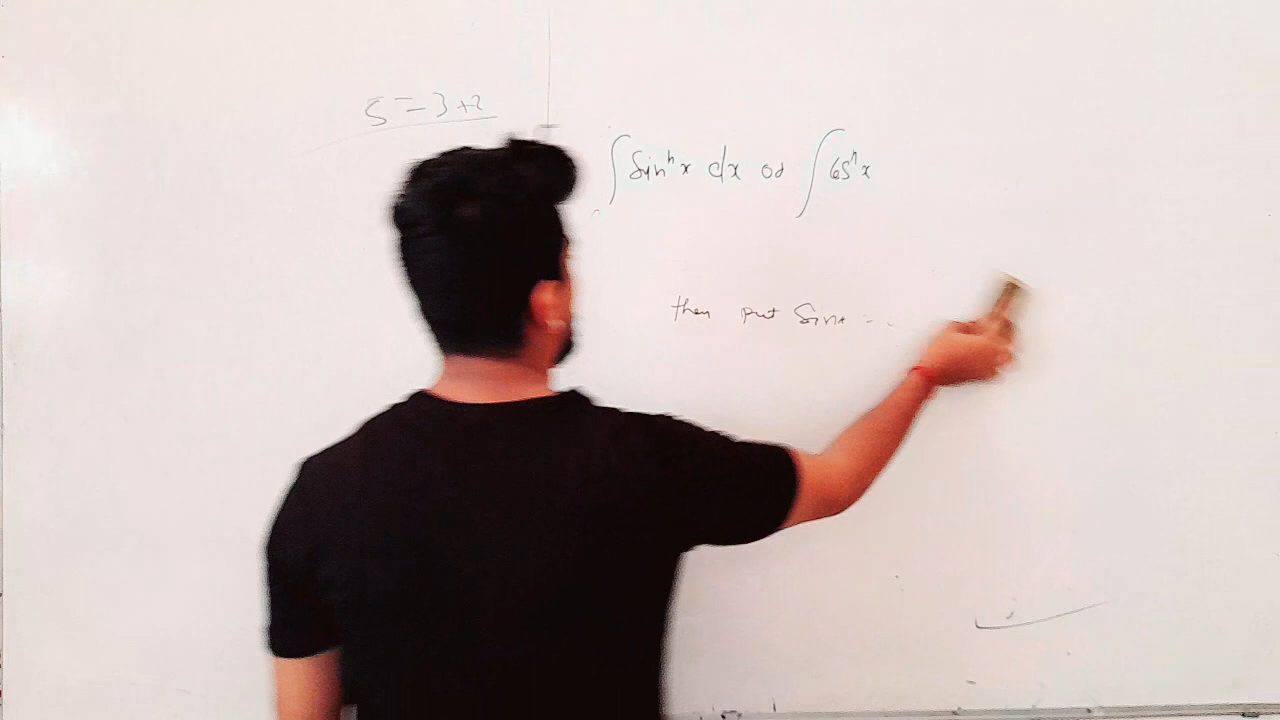 5 = 3+2
∫ Sinⁿx dx or ∫ Cosⁿx
then put Sinx =